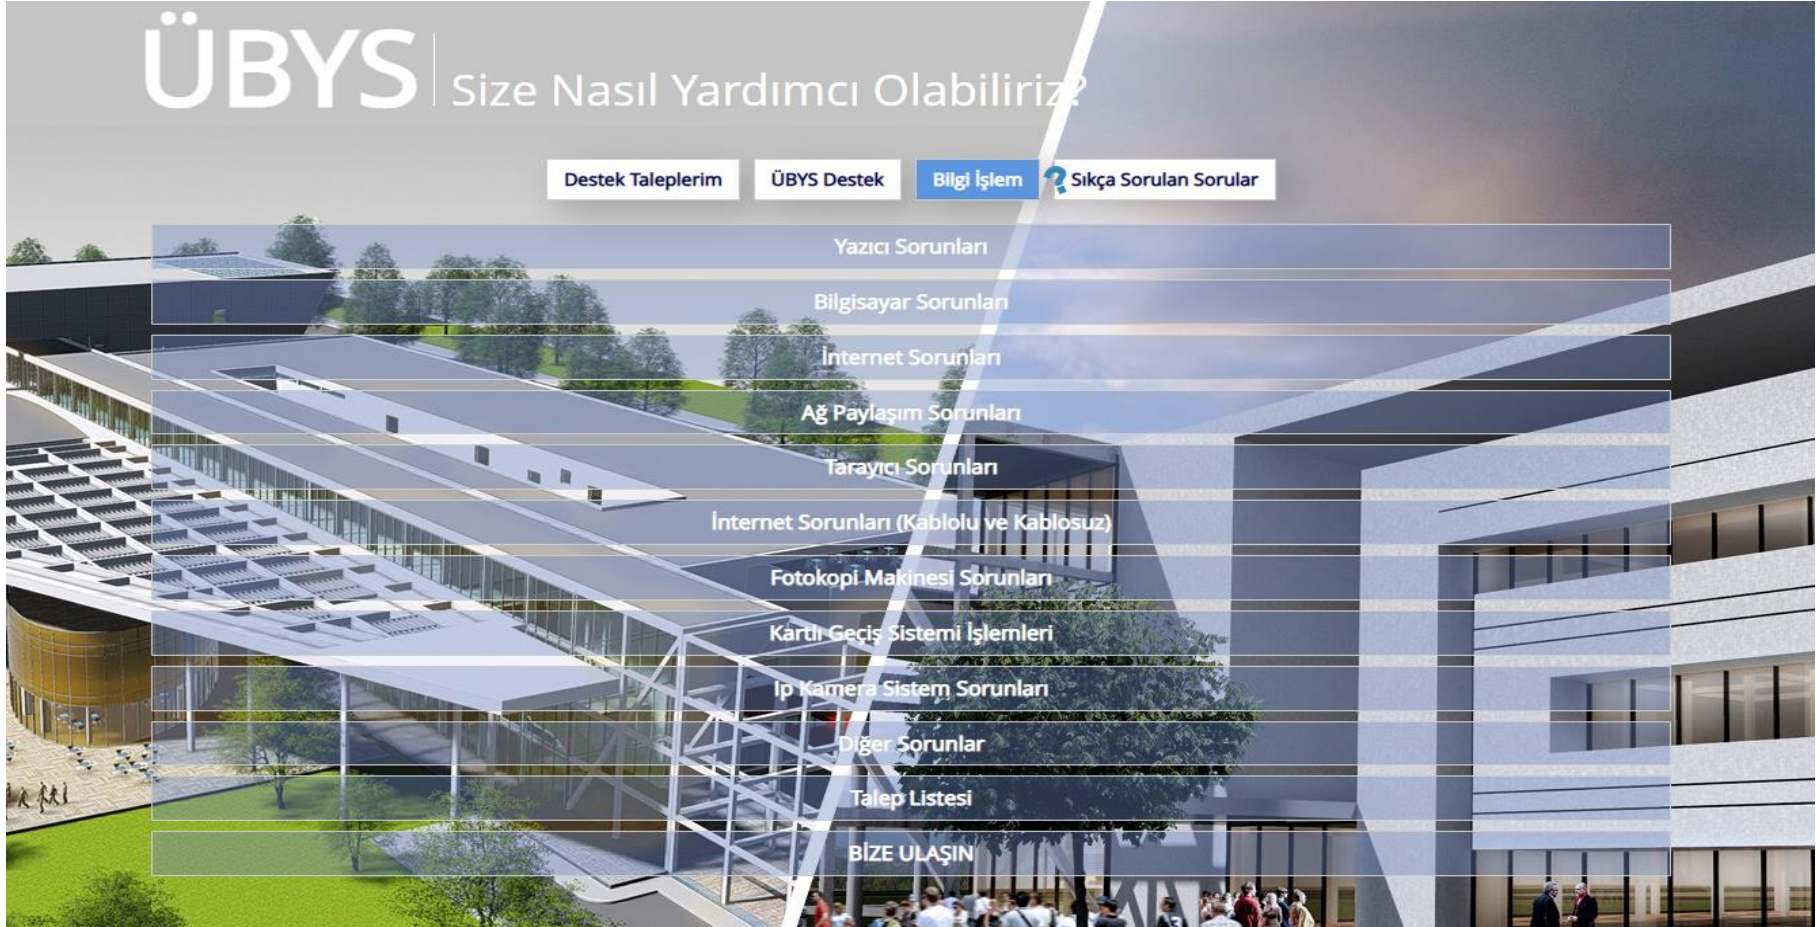 ÜBYS Size Nasıl Yardımcı Olabiliriz?
Destek Taleplerim ÜBYS Destek Bilgi İşlem Sıkça Sorulan Sorular
Yazıcı Sorunları
Bilgisayar Sorunları
İnternet Sorunları
Ağ Paylaşım Sorunları
Tarayıcı Sorunları
İnternet Sorunları (Kablolu ve Kablosuz)
Fotokopi Makinesi Sorunları
Kartlı Geçiş Sistemi İşlemleri
Ip Kamera Sistem Sorunları
Diğer Sorunlar
Talep Listesi
BİZE ULAŞIN